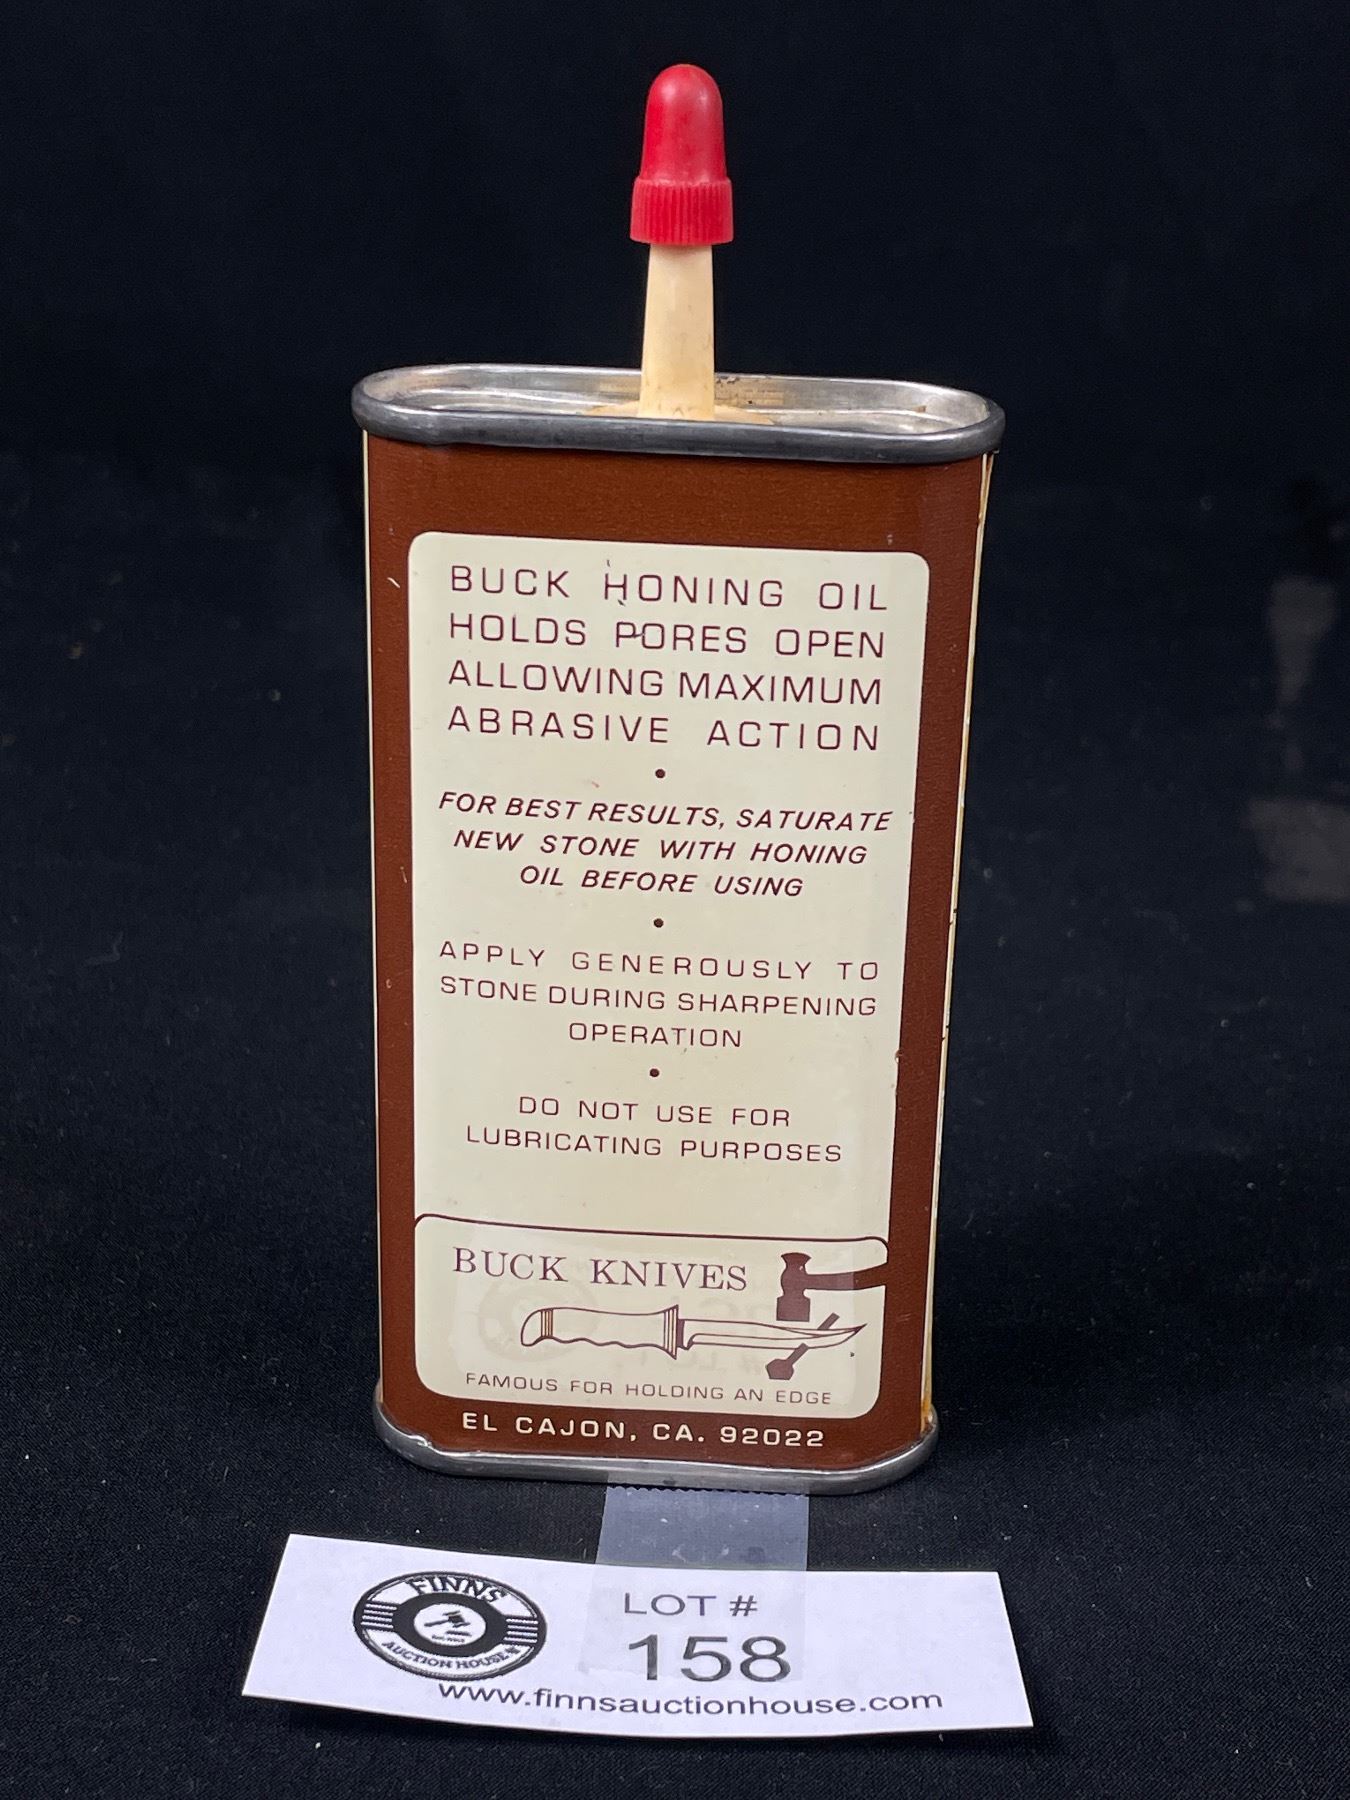 BUCK HONING OIL
HOLDS PORES OPEN
ALLOWING MAXIMUM
ABRASIVE ACTION
FOR BEST RESULTS, SATURATE
NEW STONE WITH HONING
OIL BEFORE USING
APPLY GENEROUSLY TO
STONE DURING SHARPENING
OPERATION
DO NOT USE FOR
LUBRICATING PURPOSES
BUCK KNIVES
FAMOUS FOR HOLDING AN EDGE
EL CAJON, CA. 92022
FINNS
AUCTION HOUSE
LOT #
158
www.finnsauctionhouse.com